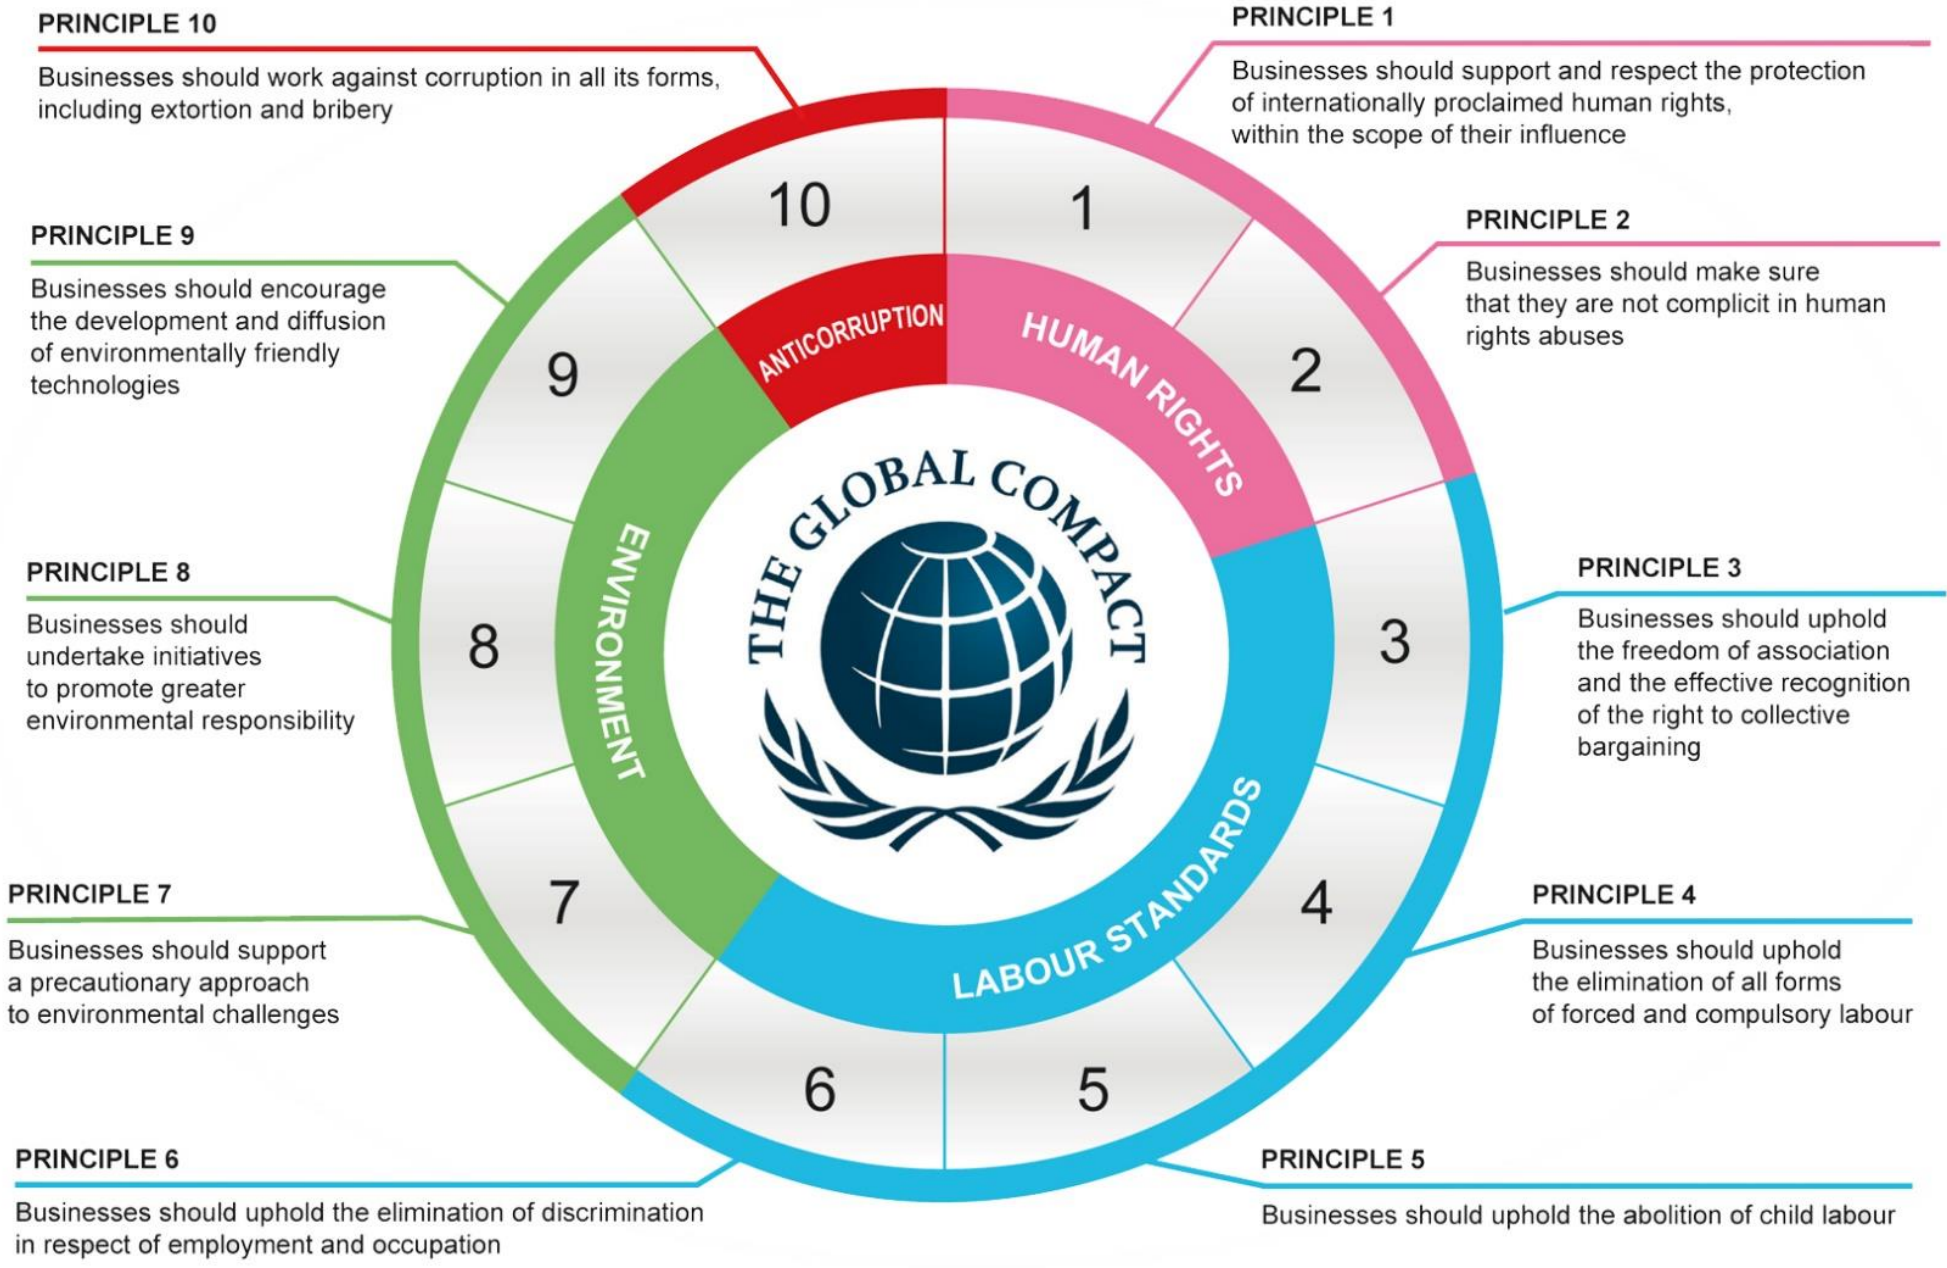 PRINCIPLE 10
Businesses should work against corruption in all its forms,
including extortion and bribery
PRINCIPLE 1
Businesses should support and respect the protection
of internationally proclaimed human rights,
within the scope of their influence
PRINCIPLE 9
Businesses should encourage
the development and diffusion
of environmentally friendly
technologies
PRINCIPLE 2
Businesses should make sure
that they are not complicit in human
rights abuses
PRINCIPLE 8
Businesses should
undertake initiatives
to promote greater
environmental responsibility
PRINCIPLE 3
Businesses should uphold
the freedom of association
and the effective recognition
of the right to collective
bargaining
PRINCIPLE 7
Businesses should support
a precautionary approach
to environmental challenges
PRINCIPLE 4
Businesses should uphold
the elimination of all forms
of forced and compulsory labour
PRINCIPLE 6
Businesses should uphold the elimination of discrimination
in respect of employment and occupation
PRINCIPLE 5
Businesses should uphold the abolition of child labour
10
1
9
2
8
3
7
4
6
5
ANTICORRUPTION
HUMAN RIGHTS
ENVIRONMENT
LABOUR STANDARDS
THE GLOBAL COMPACT